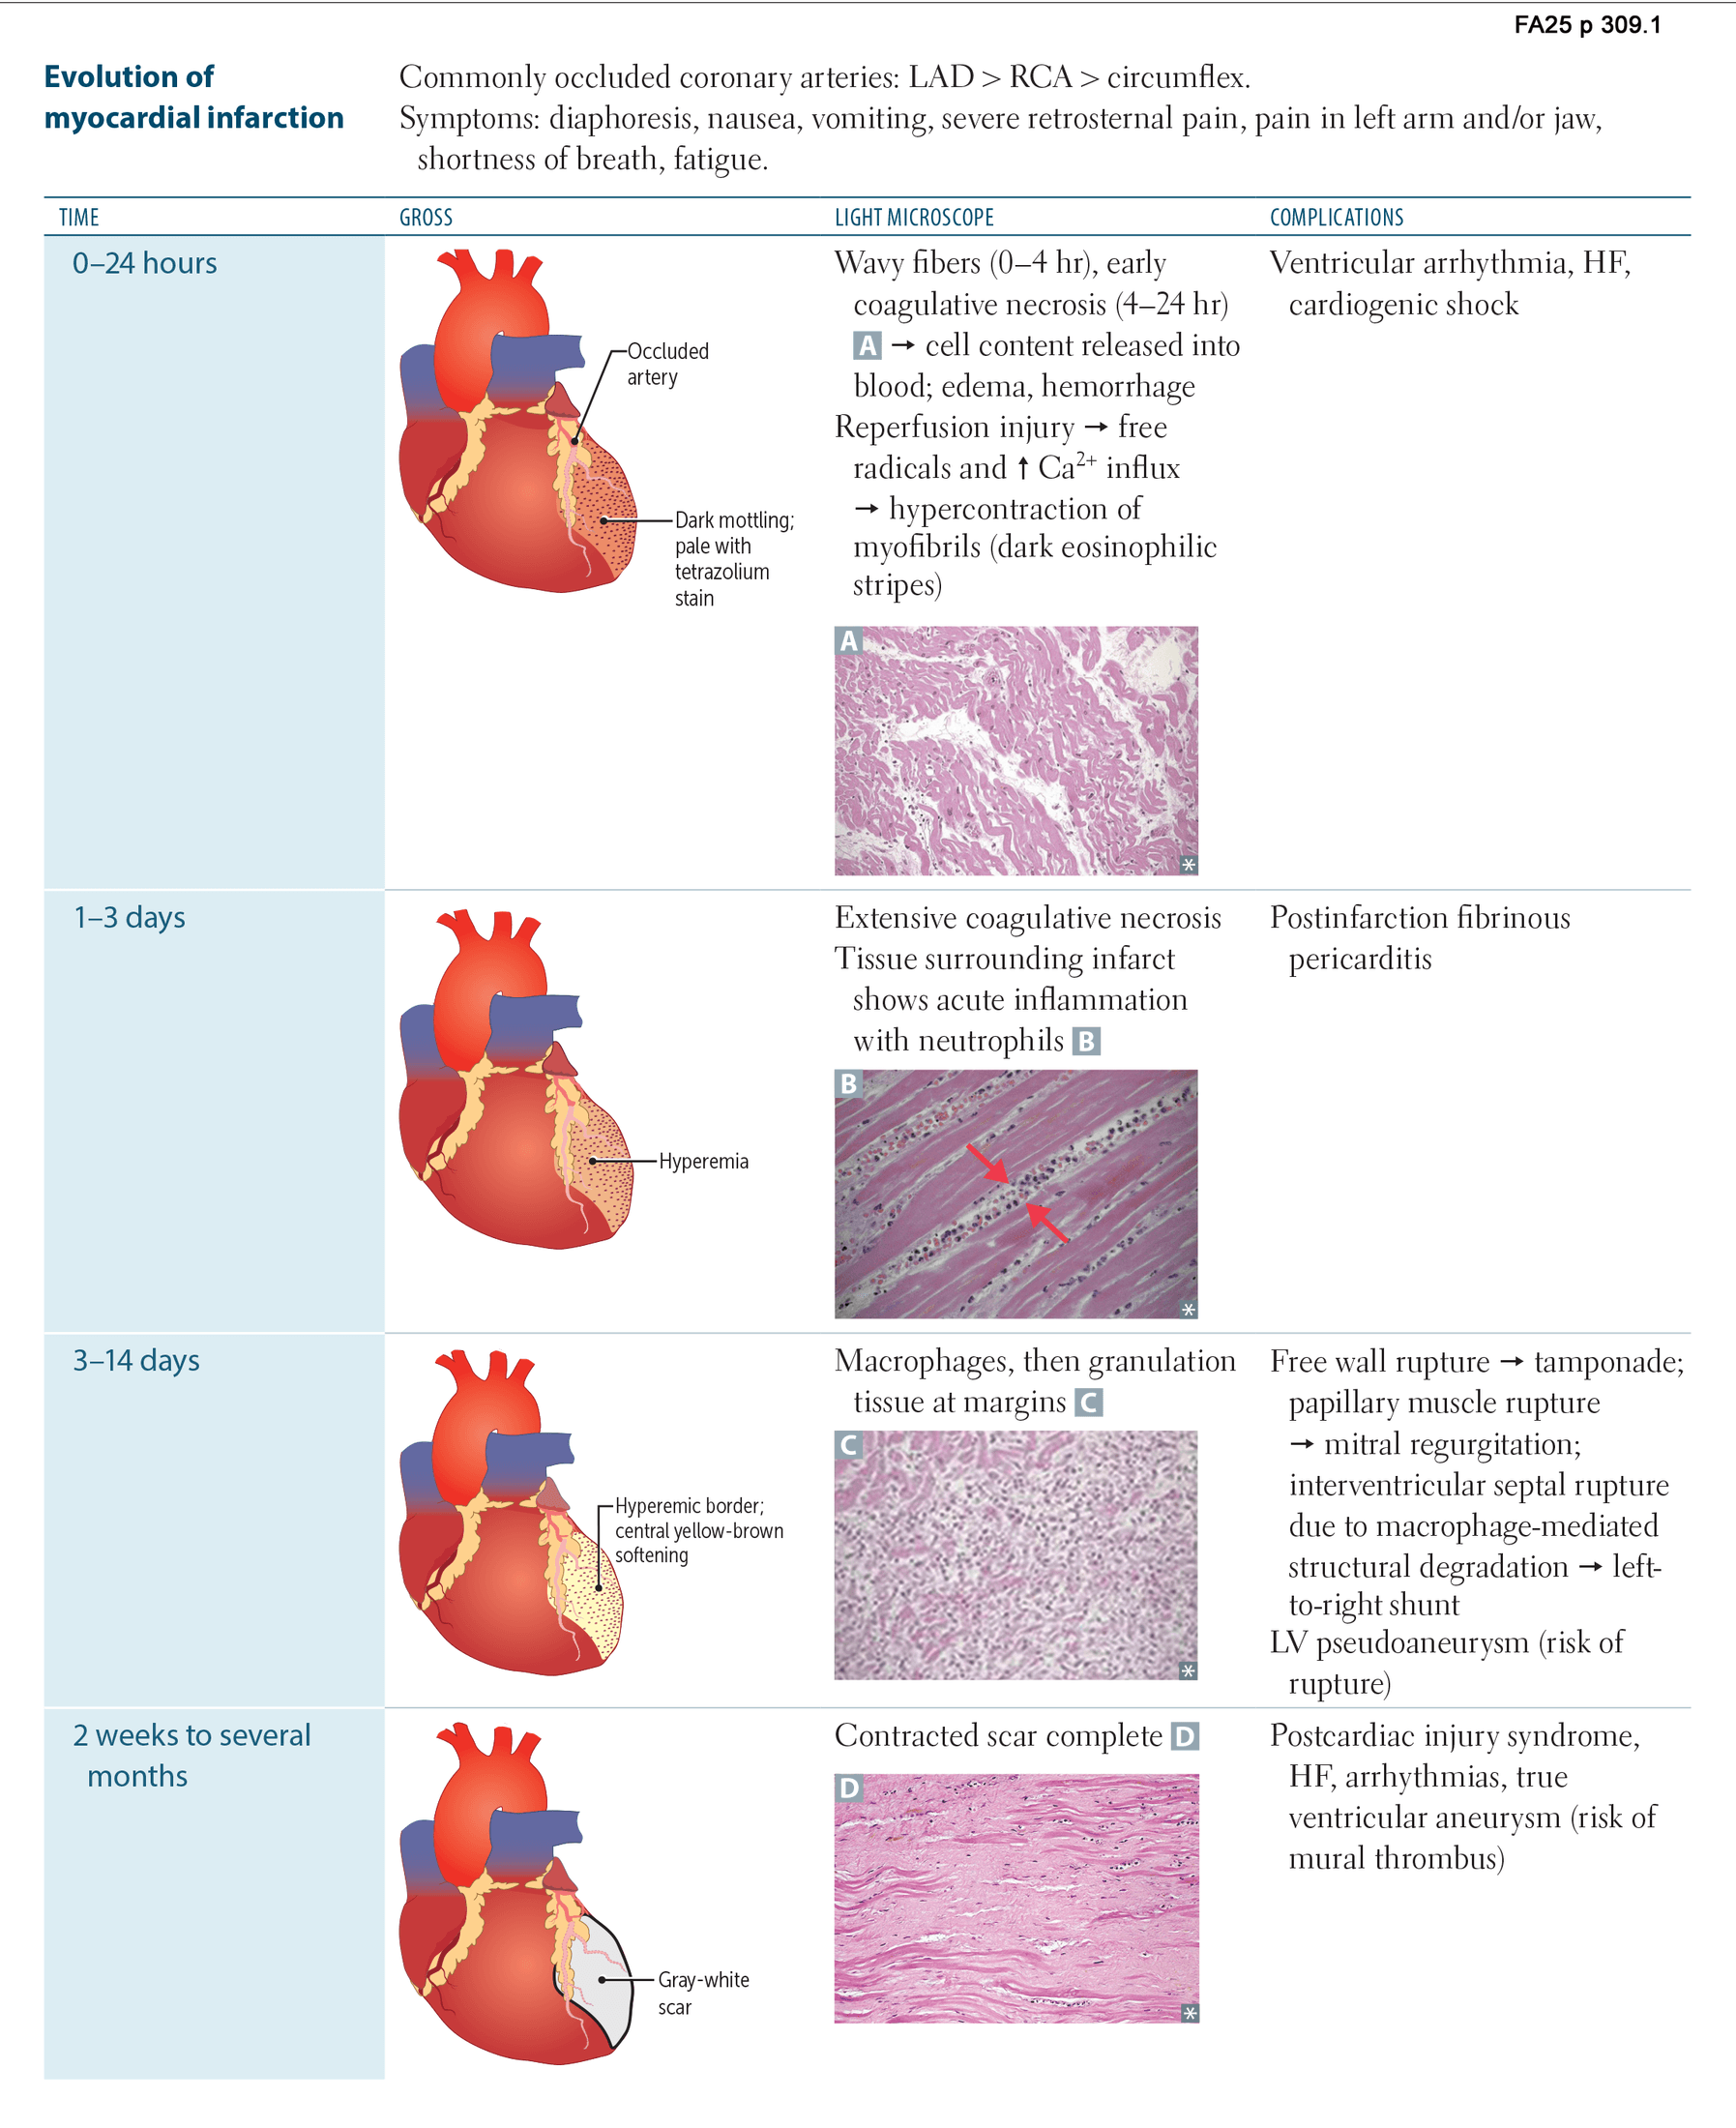 FA25 p 309.1
Evolution of
myocardial infarction
Commonly occluded coronary arteries: LAD > RCA > circumflex.
Symptoms: diaphoresis, nausea, vomiting, severe retrosternal pain, pain in left arm and/or jaw,
shortness of breath, fatigue.
TIME
GROSS
LIGHT MICROSCOPE
COMPLICATIONS
0–24 hours
Occluded
artery
Dark mottling;
pale with
tetrazolium
stain
Wavy fibers (0–4 hr), early
coagulative necrosis (4–24 hr)
A → cell content released into
blood; edema, hemorrhage
Reperfusion injury → free
radicals and ↑ Ca²⁺ influx
→ hypercontraction of
myofibrils (dark eosinophilic
stripes)
A
*
Ventricular arrhythmia, HF,
cardiogenic shock
1–3 days
Hyperemia
Extensive coagulative necrosis
Tissue surrounding infarct
shows acute inflammation
with neutrophils B
B
*
Postinfarction fibrinous
pericarditis
3–14 days
Hyperemic border;
central yellow-brown
softening
Macrophages, then granulation
tissue at margins C
C
*
Free wall rupture → tamponade;
papillary muscle rupture
→ mitral regurgitation;
interventricular septal rupture
due to macrophage-mediated
structural degradation → left-
to-right shunt
LV pseudoaneurysm (risk of
rupture)
2 weeks to several
months
Gray-white
scar
Contracted scar complete D
D
*
Postcardiac injury syndrome,
HF, arrhythmias, true
ventricular aneurysm (risk of
mural thrombus)